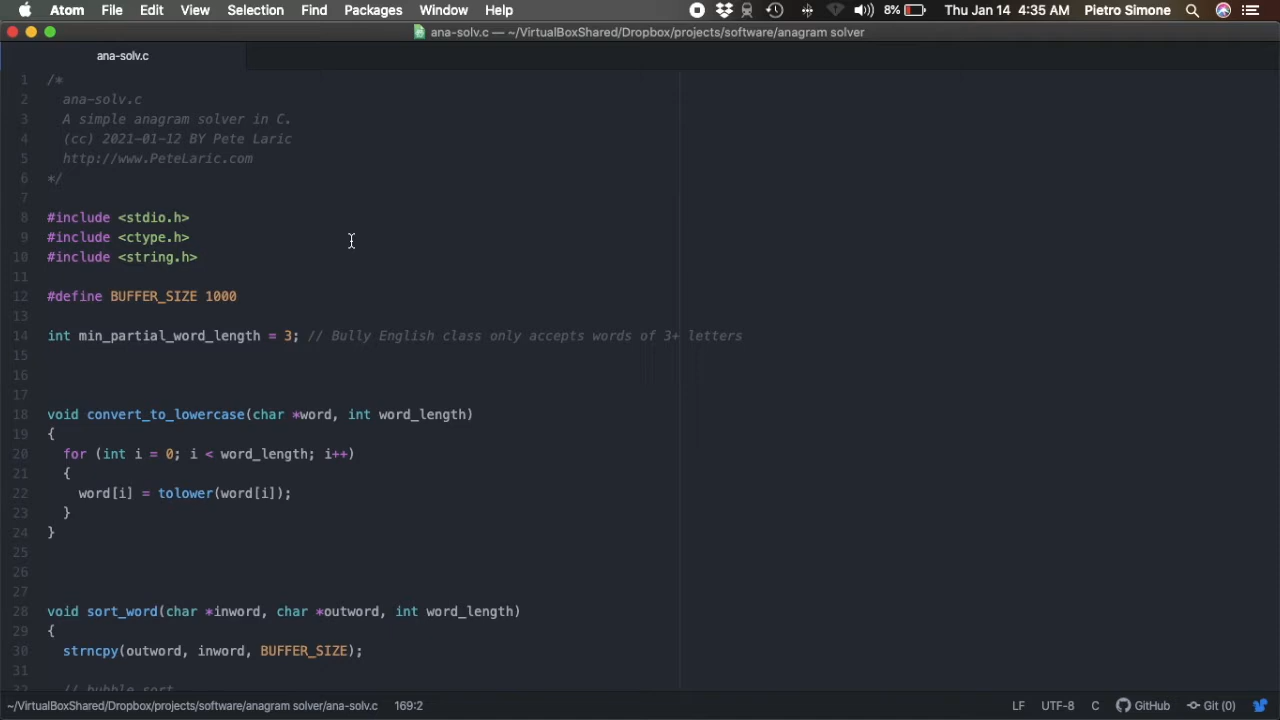 Atom File Edit View Selection Find Packages Window Help 8% Thu Jan 14 4:35 AM Pietro Simone
ana-solv.c — ~/VirtualBoxShared/Dropbox/projects/software/anagram solver
ana-solv.c
1 /*
2 ana-solv.c
3 A simple anagram solver in C.
4 (cc) 2021-01-12 BY Pete Laric
5 http://www.PeteLaric.com
6 */
7
8 #include <stdio.h>
9 #include <ctype.h>
10 #include <string.h>
11
12 #define BUFFER_SIZE 1000
13
14 int min_partial_word_length = 3; // Bully English class only accepts words of 3+ letters
15
16
17
18 void convert_to_lowercase(char *word, int word_length)
19 {
20 for (int i = 0; i < word_length; i++)
21 {
22 word[i] = tolower(word[i]);
23 }
24 }
25
26
27
28 void sort_word(char *inword, char *outword, int word_length)
29 {
30 strncpy(outword, inword, BUFFER_SIZE);
31
32 // bubble sort
~/VirtualBoxShared/Dropbox/projects/software/anagram solver/ana-solv.c 169:2 LF UTF-8 C GitHub Git (0)